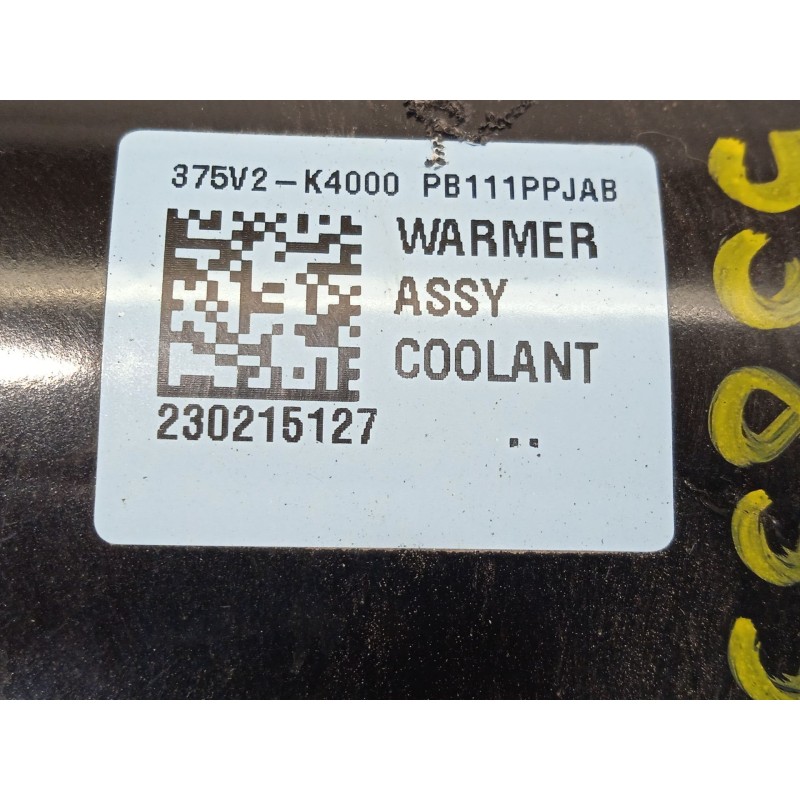 375V2-K4000 PB111PPJAB
WARMER
ASSY
COOLANT
230215127